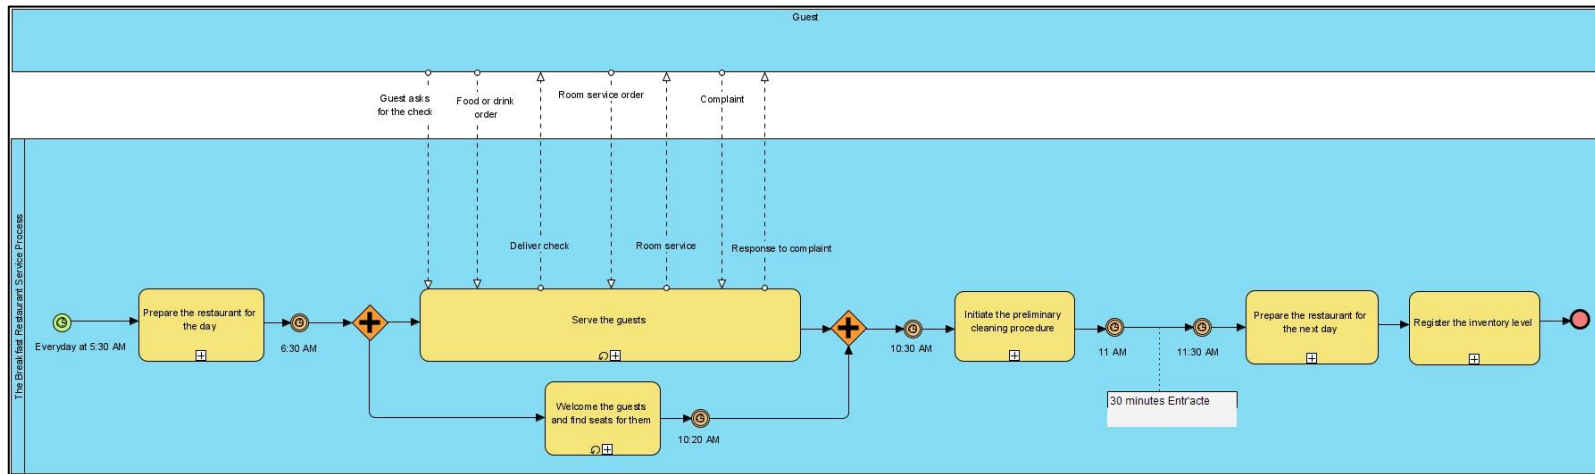 Guest
Guest asks
for the check
Food or drink
order
Room service order
Complaint
Deliver check
Room service
Response to complaint
The Breakfast Restaurant Service Process
Everyday at 5:30 AM
Prepare the restaurant for
the day
6:30 AM
Serve the guests
Welcome the guests
and find seats for them
10:20 AM
10:30 AM
Initiate the preliminary
cleaning procedure
11 AM
11:30 AM
30 minutes Entr'acte
Prepare the restaurant for
the next day
Register the inventory level